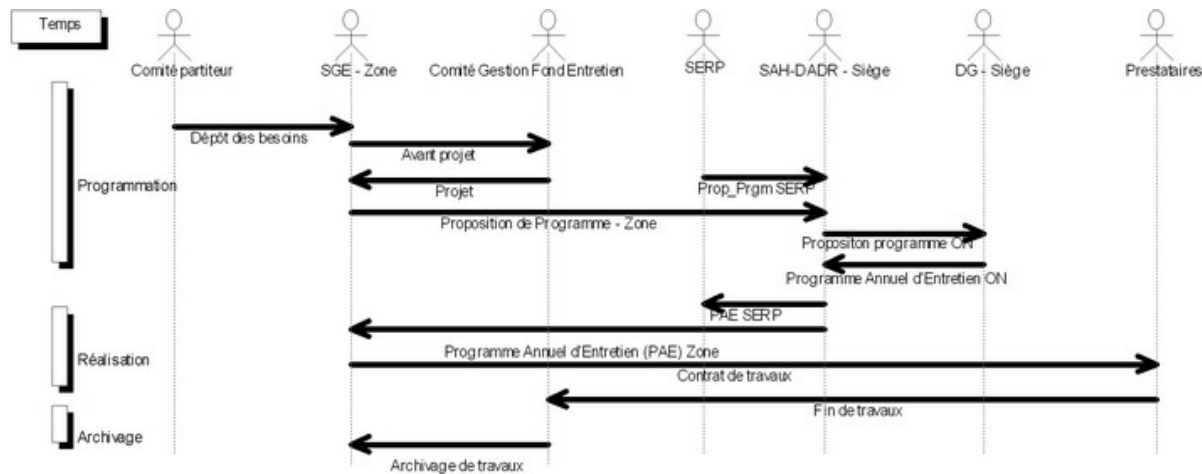 Temps
Comité partiteur
SGE - Zone
Comité Gestion Fond Entretien
SERP
SAH-DADR - Siège
DG - Siège
Prestataires
Dépôt des besoins
Avant projet
Programmation
Projet
Prop_Prgm SERP
Proposition de Programme - Zone
Propositon programme ON
Programme Annuel d'Entretien ON
PAE SERP
Programme Annuel d'Entretien (PAE) Zone
Réalisation
Contrat de travaux
Fin de travaux
Archivage
Archivage de travaux